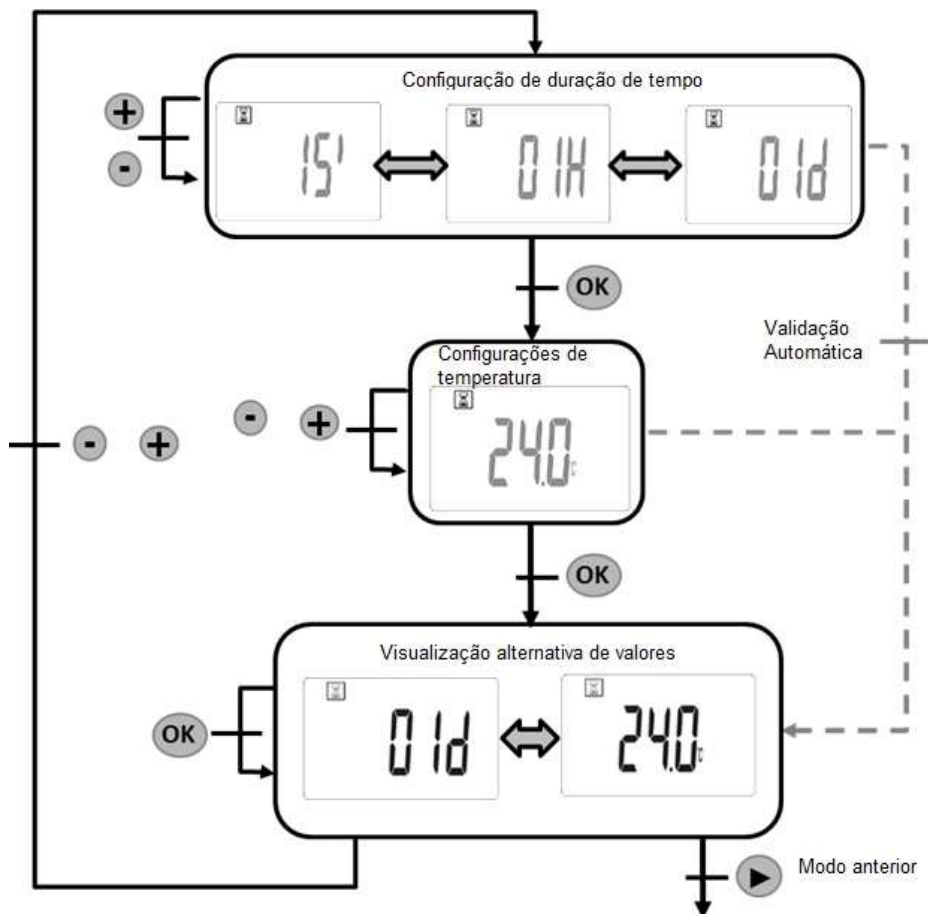 Configuração de duração de tempo
+
-
15'
01H
01d
OK
Validação
Automática
Configurações de
temperatura
- +
- +
24.0°C
OK
Visualização alternativa de valores
OK
01d
24.0°C
Modo anterior